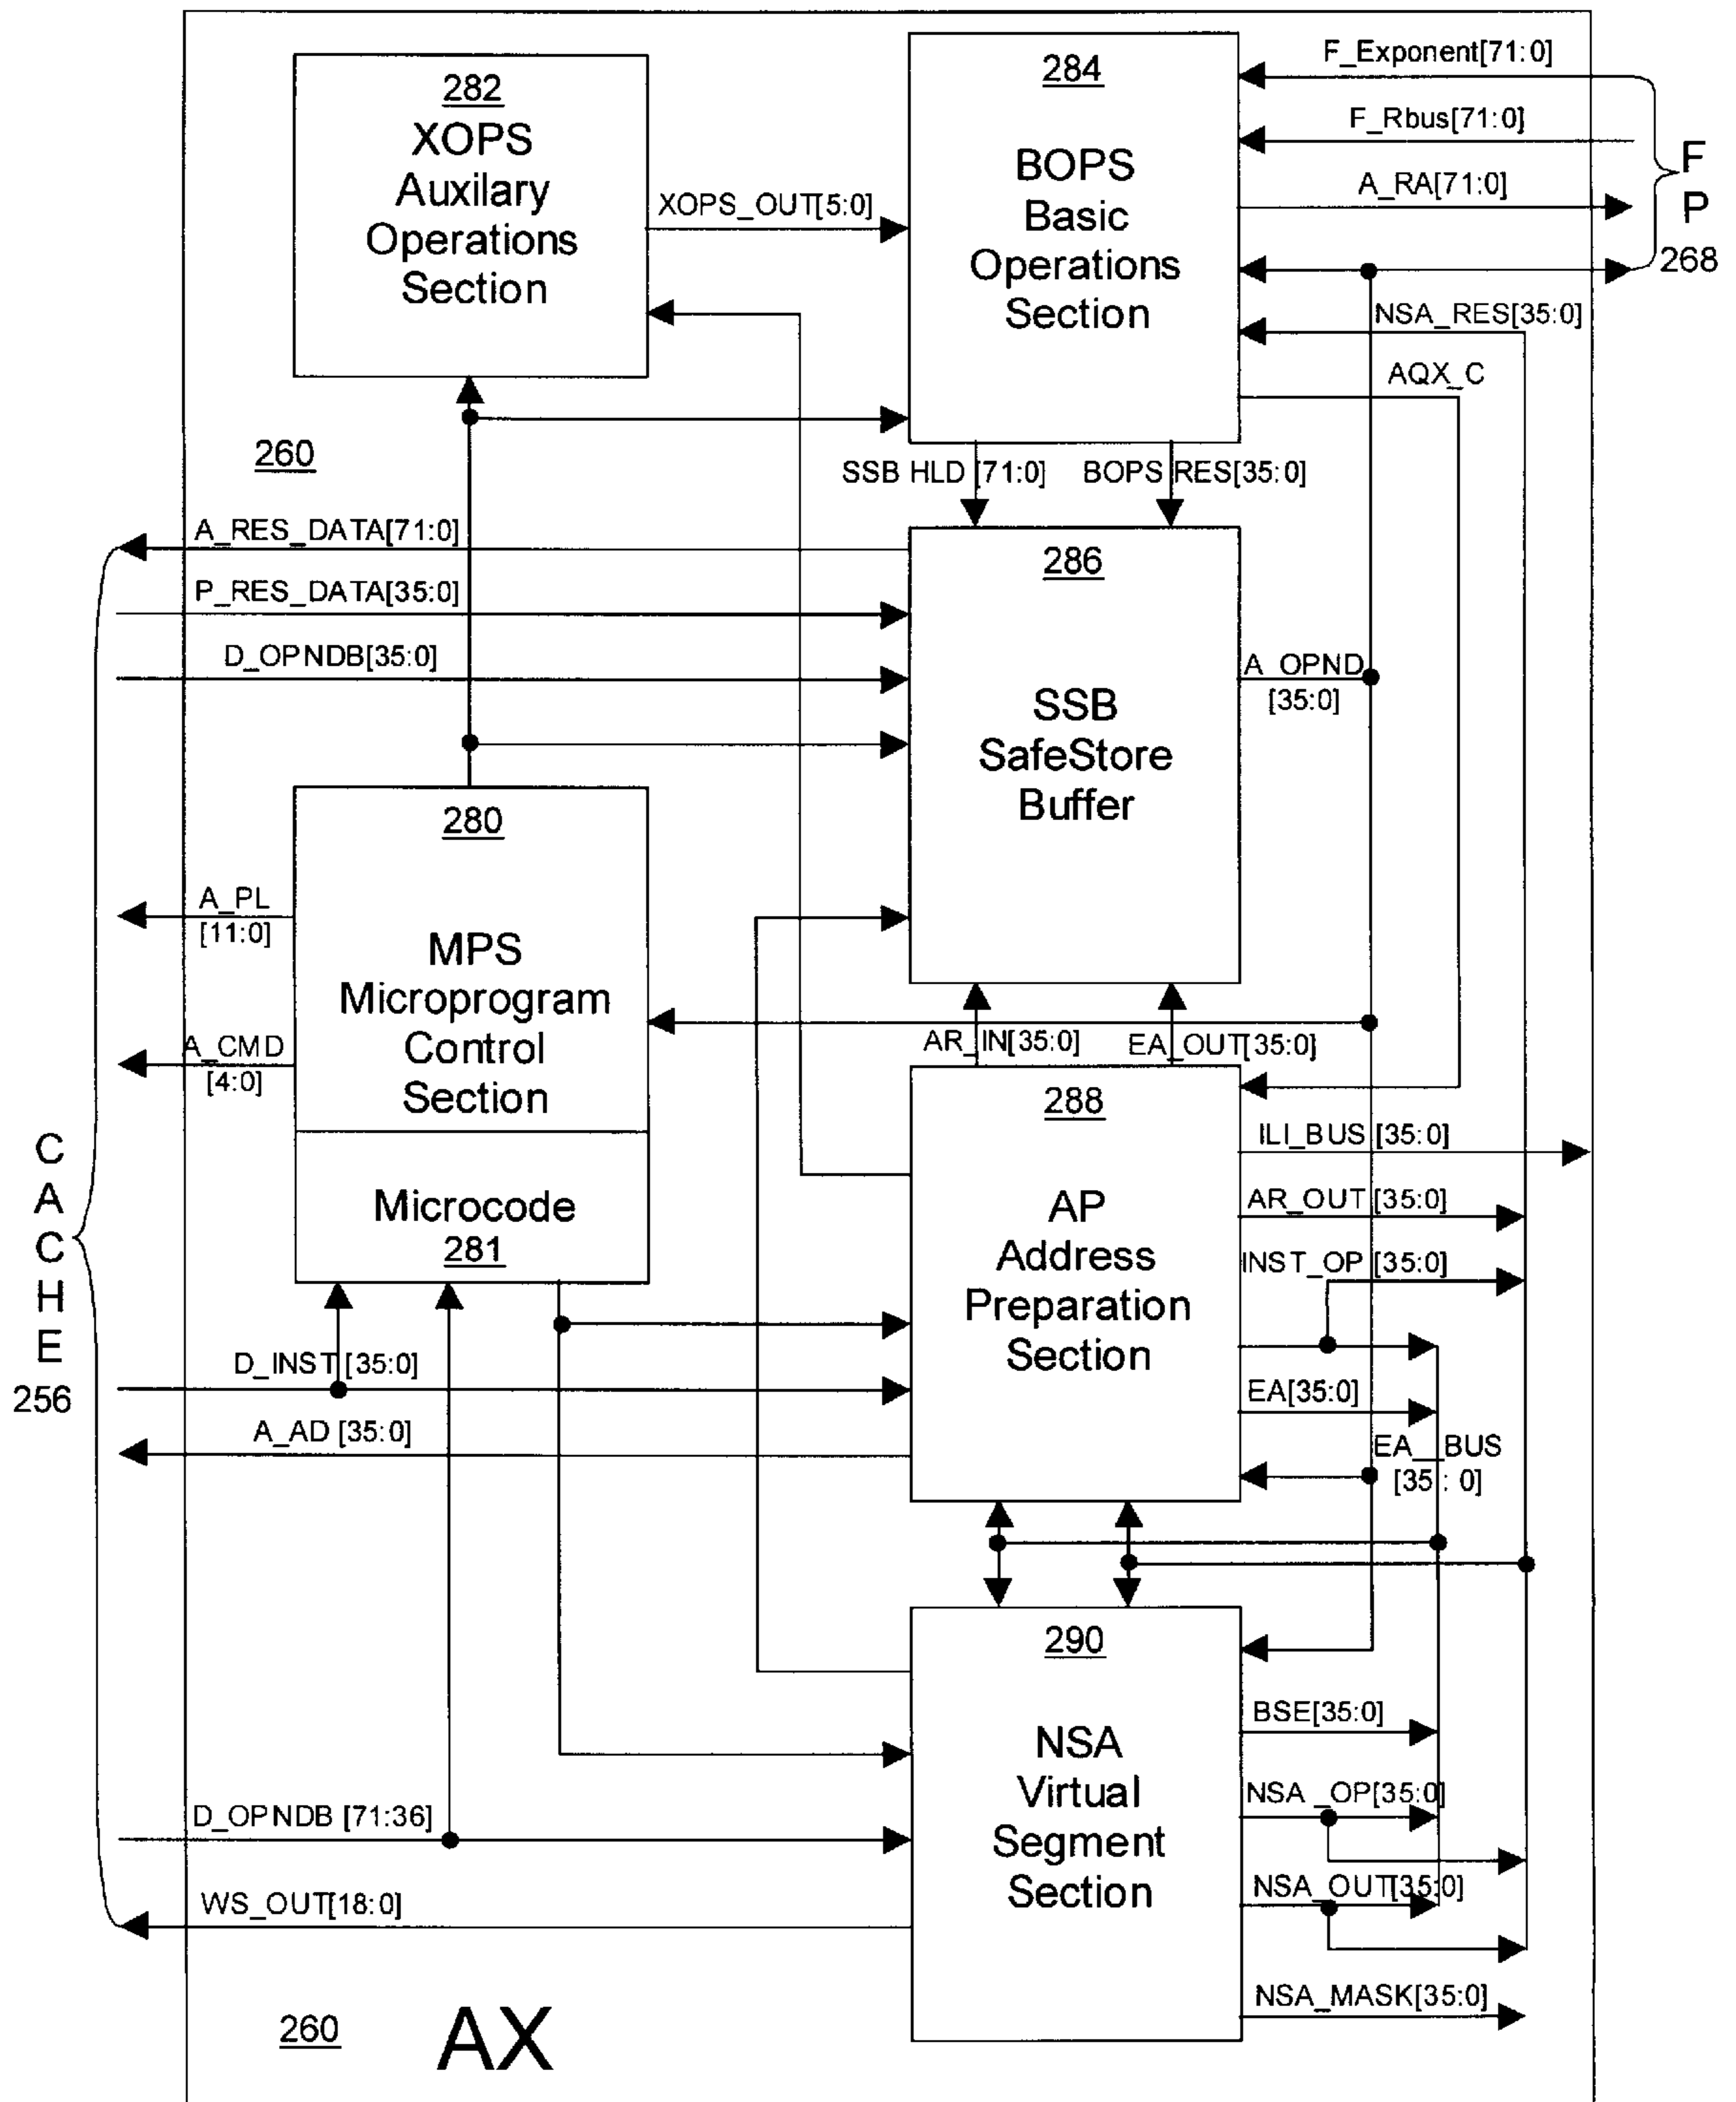 282
XOPS
Auxilary
Operations
Section
XOPS_OUT[5:0]
284
BOPS
Basic
Operations
Section
F_Exponent[71:0]
F_Rbus[71:0]
A_RA[71:0]
F
P
268
NSA_RES[35:0]
AQX_C
260
SSB HLD [71:0]
BOPS RES[35:0]
A_RES_DATA[71:0]
P_RES_DATA[35:0]
D_OPNDB[35:0]
286
SSB
SafeStore
Buffer
A_OPND
[35:0]
280
MPS
Microprogram
Control
Section
A_PL
[11:0]
A_CMD
[4:0]
Microcode
281
AR_IN[35:0]
EA_OUT[35:0]
288
AP
Address
Preparation
Section
ILI_BUS [35:0]
AR_OUT [35:0]
INST_OP [35:0]
EA[35:0]
EA_BUS
[35 : 0]
C
A
C
H
E
256
D_INST [35:0]
A_AD [35:0]
290
NSA
Virtual
Segment
Section
BSE[35:0]
NSA _OP[35:0]
NSA_OUT[35:0]
NSA_MASK[35:0]
D_OPNDB [71:36]
WS_OUT[18:0]
260
AX